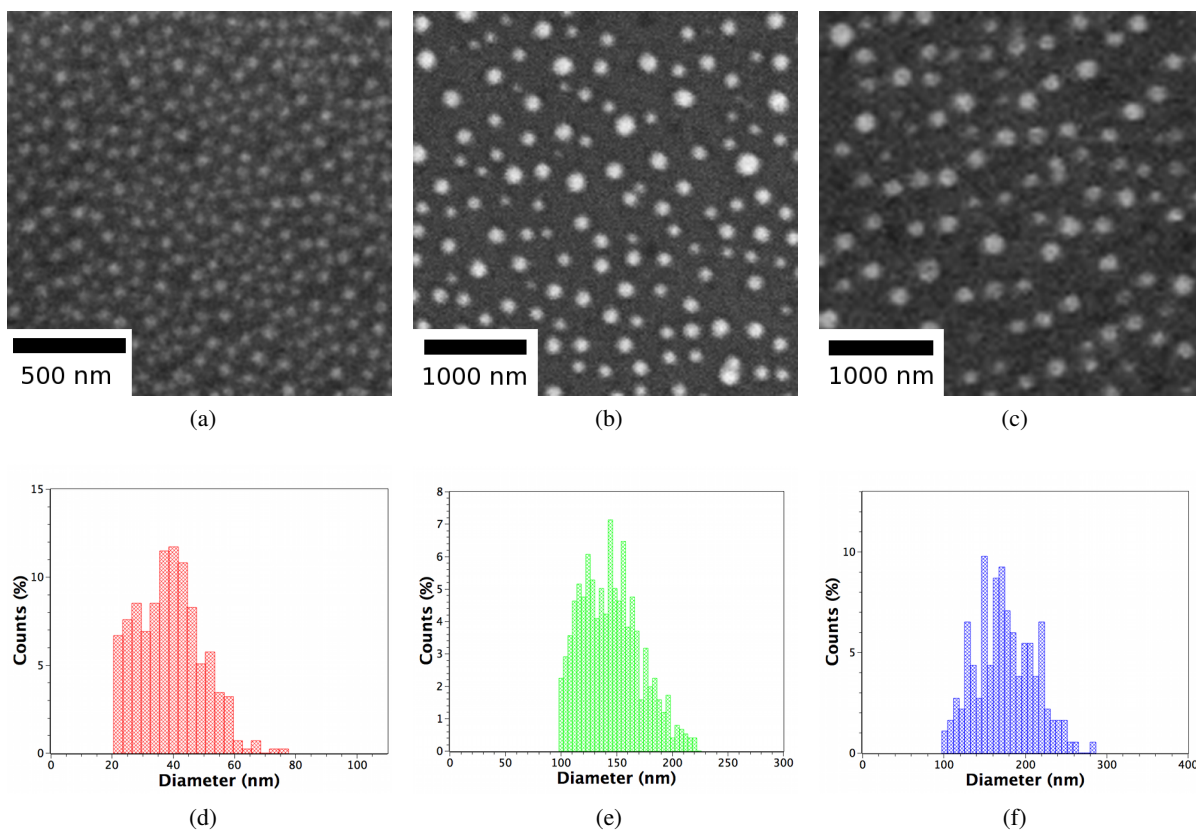 500 nm
1000 nm
1000 nm
(a)
(b)
(c)
15
10
5
0
Counts (%)
0 20 40 60 80 100
Diameter (nm)
(d)
8
7
6
5
4
3
2
1
0
Counts (%)
0 50 100 150 200 250 300
Diameter (nm)
(e)
10
5
0
Counts (%)
0 100 200 300 400
Diameter (nm)
(f)